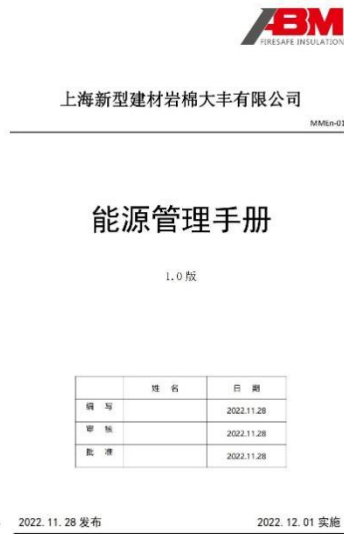 ABM
FIRESAFE INSULATION
上海新型建材岩棉大丰有限公司
MMEn-01
能源管理手册
1.0版
姓 名 日 期
编 写 2022.11.28
审 核 2022.11.28
批 准 2022.11.28
2022.11.28 发布 2022.12.01 实施